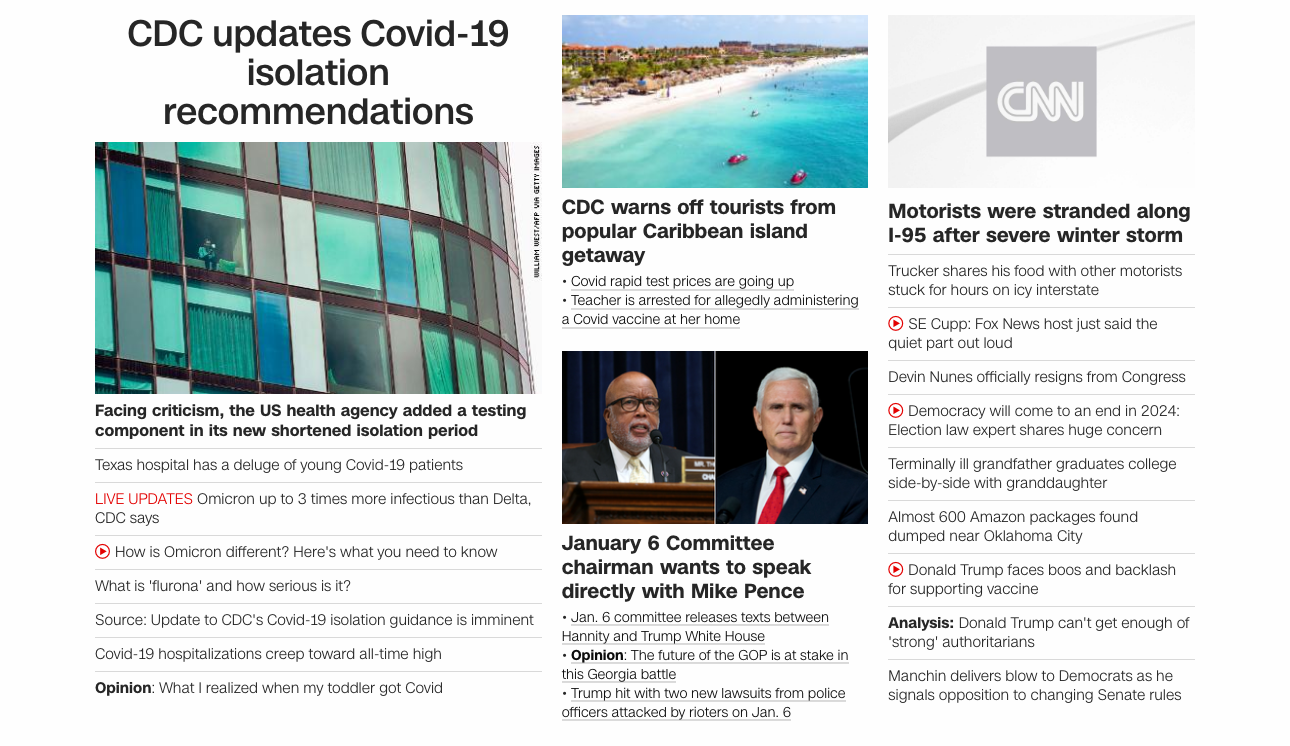 CDC updates Covid-19
isolation
recommendations
WILLIAM WEST/AFP VIA GETTY IMAGES
Facing criticism, the US health agency added a testing
component in its new shortened isolation period
Texas hospital has a deluge of young Covid-19 patients
LIVE UPDATES Omicron up to 3 times more infectious than Delta,
CDC says
How is Omicron different? Here's what you need to know
What is 'flurona' and how serious is it?
Source: Update to CDC's Covid-19 isolation guidance is imminent
Covid-19 hospitalizations creep toward all-time high
Opinion: What I realized when my toddler got Covid
CDC warns off tourists from
popular Caribbean island
getaway
• Covid rapid test prices are going up
• Teacher is arrested for allegedly administering
a Covid vaccine at her home
MR. TH
CHA
January 6 Committee
chairman wants to speak
directly with Mike Pence
• Jan. 6 committee releases texts between
Hannity and Trump White House
• Opinion: The future of the GOP is at stake in
this Georgia battle
• Trump hit with two new lawsuits from police
officers attacked by rioters on Jan. 6
CNN
Motorists were stranded along
I-95 after severe winter storm
Trucker shares his food with other motorists
stuck for hours on icy interstate
SE Cupp: Fox News host just said the
quiet part out loud
Devin Nunes officially resigns from Congress
Democracy will come to an end in 2024:
Election law expert shares huge concern
Terminally ill grandfather graduates college
side-by-side with granddaughter
Almost 600 Amazon packages found
dumped near Oklahoma City
Donald Trump faces boos and backlash
for supporting vaccine
Analysis: Donald Trump can't get enough of
'strong' authoritarians
Manchin delivers blow to Democrats as he
signals opposition to changing Senate rules